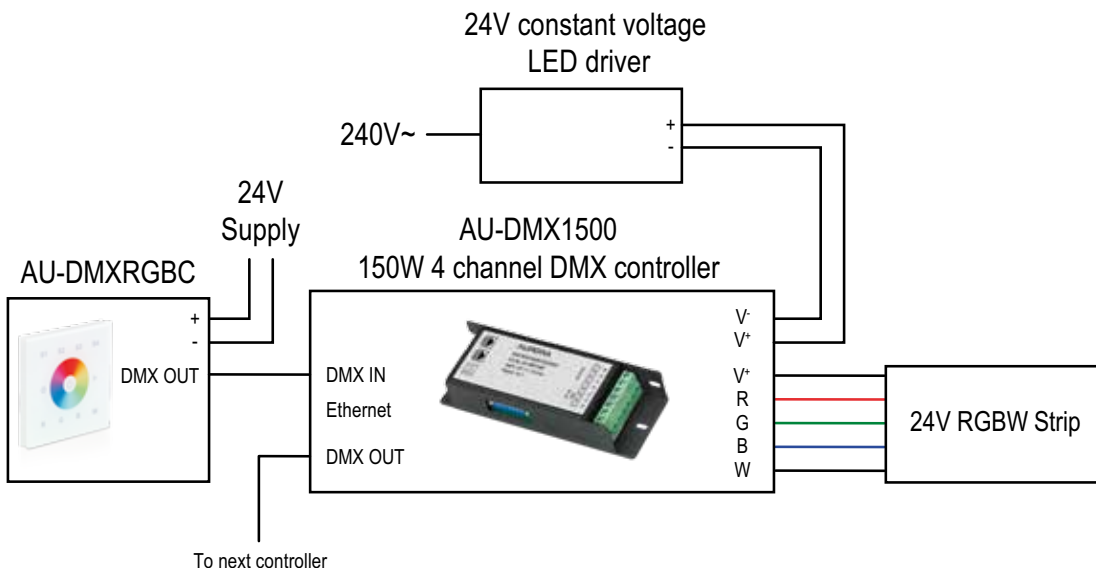 24V constant voltage
LED driver
240V~
+
-
24V
Supply
AU-DMX1500
150W 4 channel DMX controller
AU-DMXRGBC
+
-
DMX OUT
DMX IN
Ethernet
DMX OUT
V-
V+
V+
R
G
B
W
24V RGBW Strip
To next controller